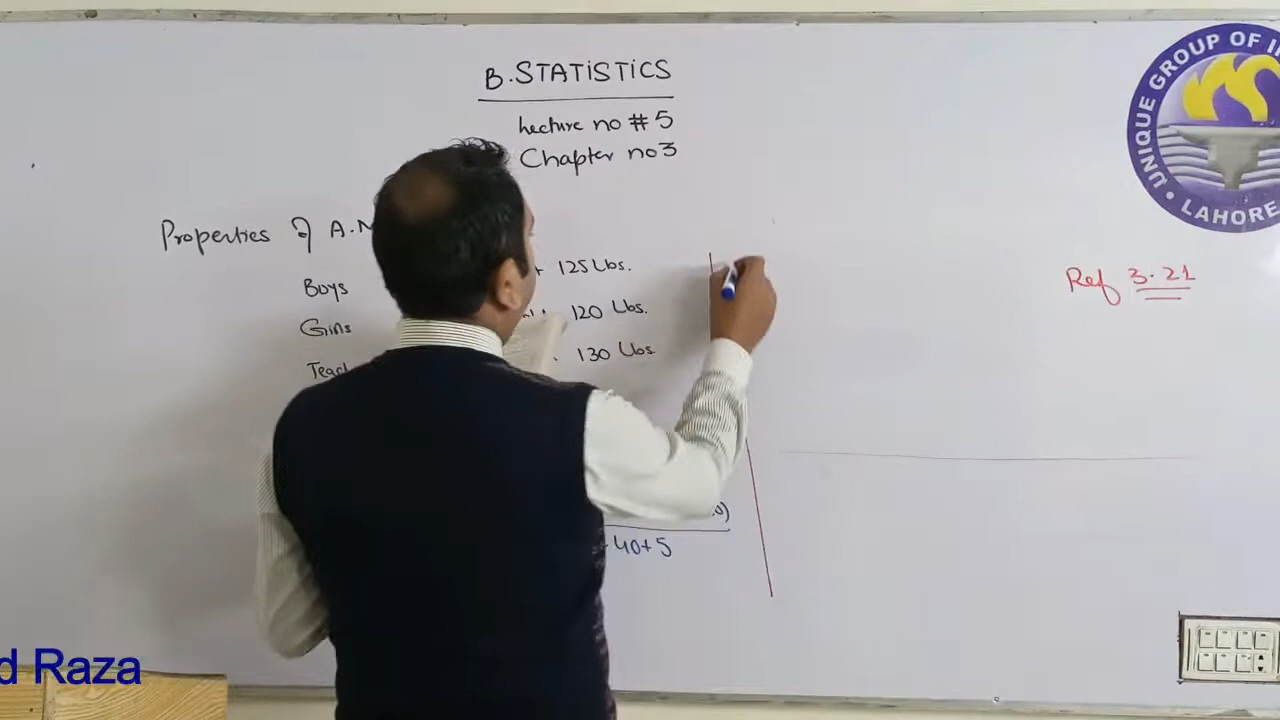 B. STATISTICS
Lecture no # 5
Chapter no 3
Properties of A.M
Boys 125 Lbs.
Girls 120 Lbs.
130 Lbs.
40+5
Ref 3.21
UNIQUE GROUP OF
LAHORE
Raza